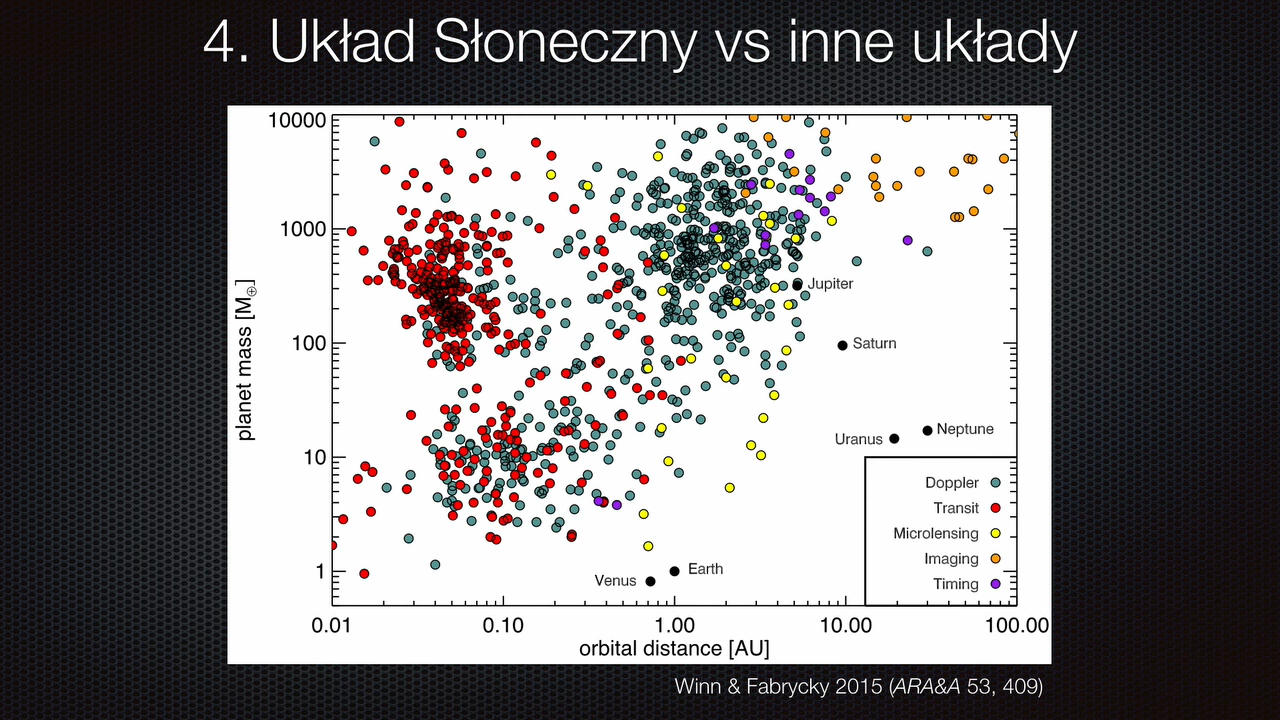 4. Układ Słoneczny vs inne układy
10000
1000
100
10
1
planet mass [M⊕]
Jupiter
Saturn
Uranus
Neptune
Venus
Earth
Doppler
Transit
Microlensing
Imaging
Timing
0.01 0.10 1.00 10.00 100.00
orbital distance [AU]
Winn & Fabrycky 2015 (ARA&A 53, 409)